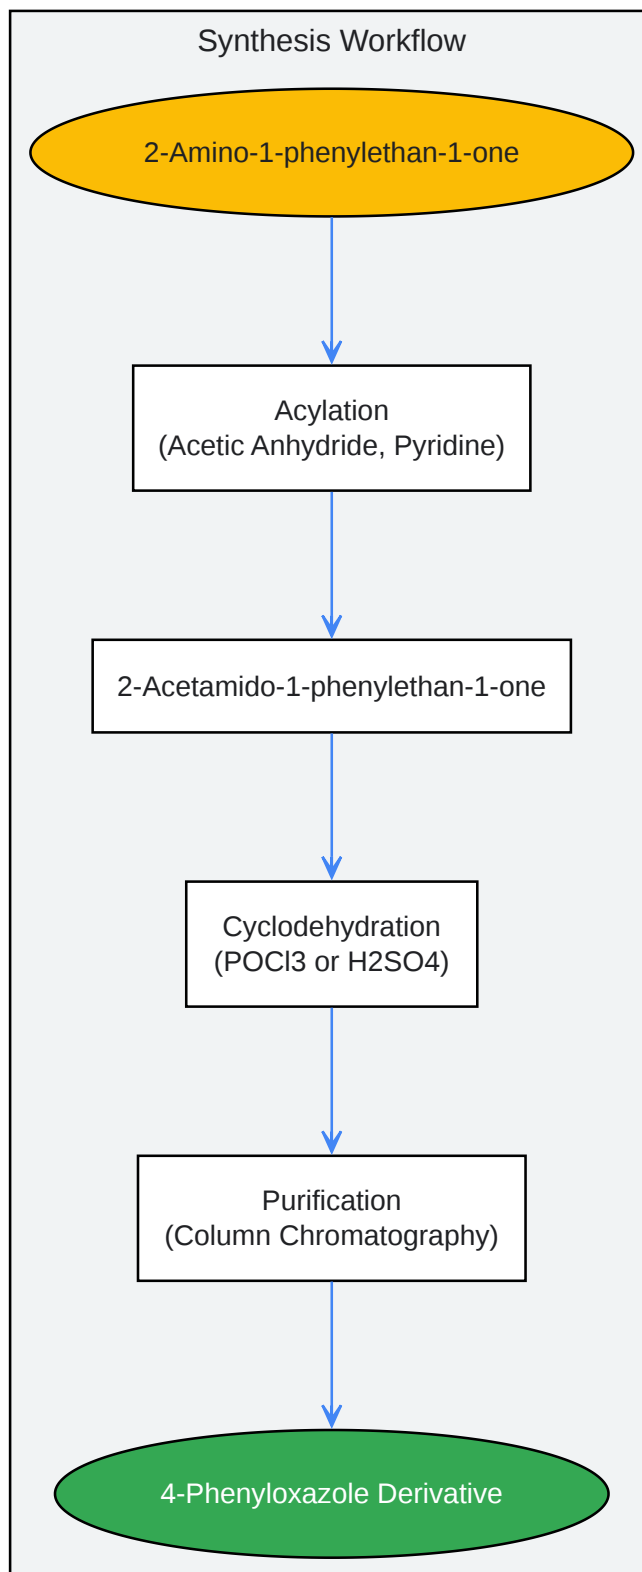 Synthesis Workflow
2-Amino-1-phenylethan-1-one
Acylation
(Acetic Anhydride, Pyridine)
2-Acetamido-1-phenylethan-1-one
Cyclodehydration
(POCl3 or H2SO4)
Purification
(Column Chromatography)
4-Phenyloxazole Derivative